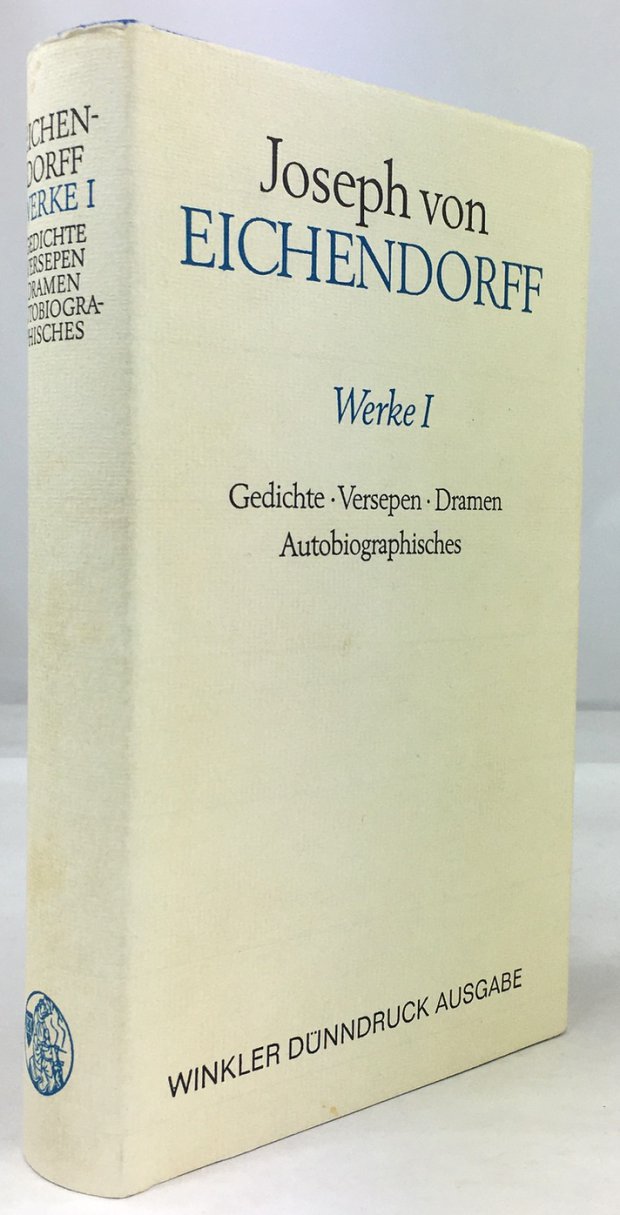 EICHEN-
DORFF
WERKE I
GEDICHTE
VERSEPEN
DRAMEN
AUTOBIOGRA-
PHISCHES
Joseph von
EICHENDORFF
Werke I
Gedichte · Versepen · Dramen
Autobiographisches
WINKLER DÜNNDRUCK AUSGABE